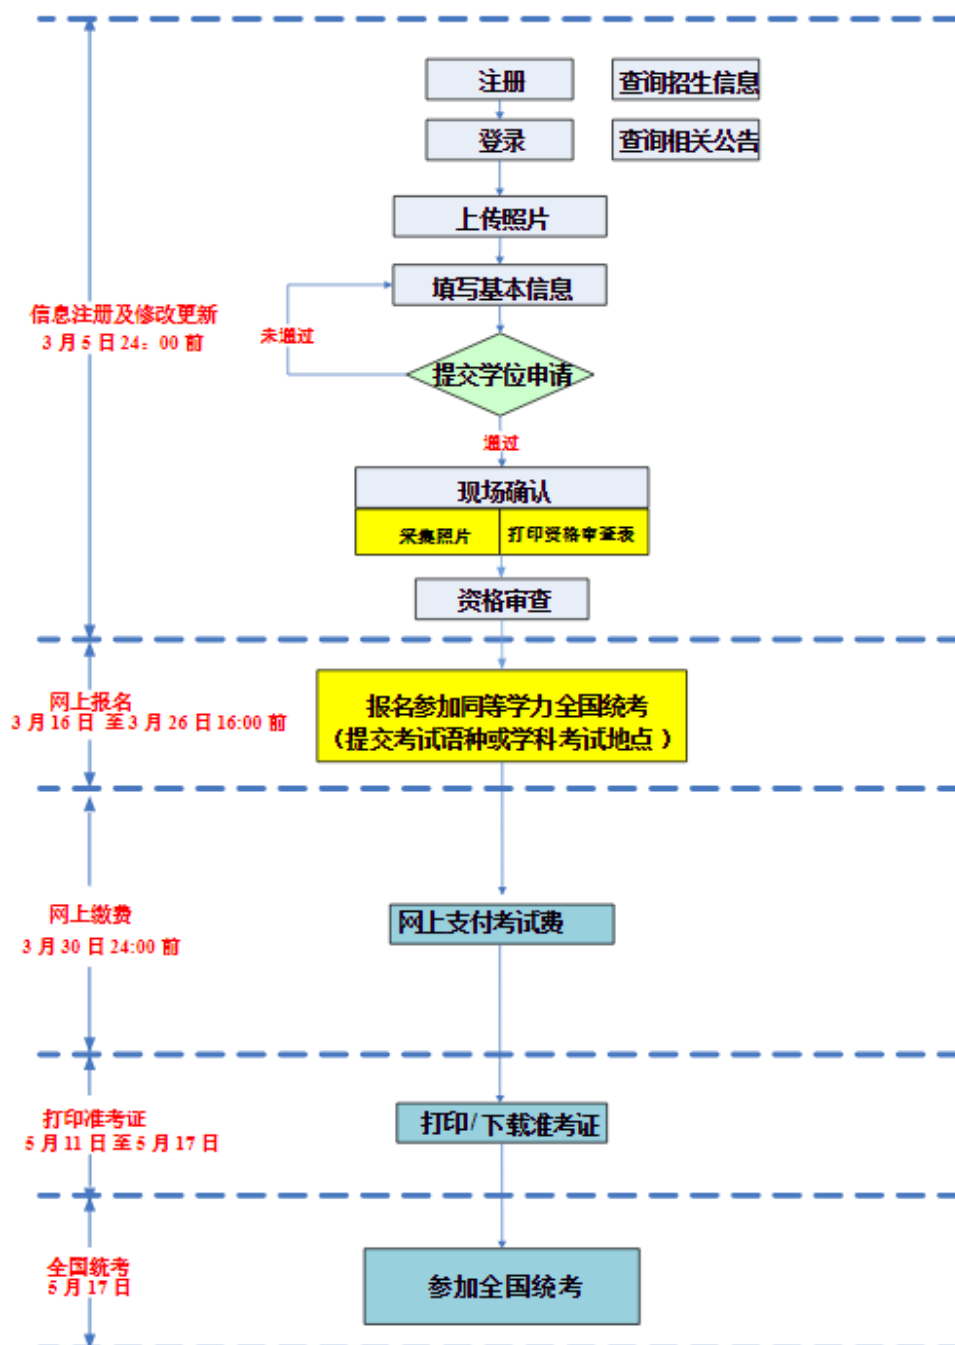 注册
查询招生信息
登录
查询相关公告
上传照片
填写基本信息
信息注册及修改更新
3 月 5 日 24：00 前
未通过
提交学位申请
通过
现场确认
采集照片
打印资格审查表
资格审查
网上报名
3 月 16 日 至 3 月 26 日 16:00 前
报名参加同等学力全国统考
（提交考试语种或学科考试地点 ）
网上缴费
3 月 30 日 24:00 前
网上支付考试费
打印准考证
5 月 11 日 至 5 月 17 日
打印/下载准考证
全国统考
5 月 17 日
参加全国统考